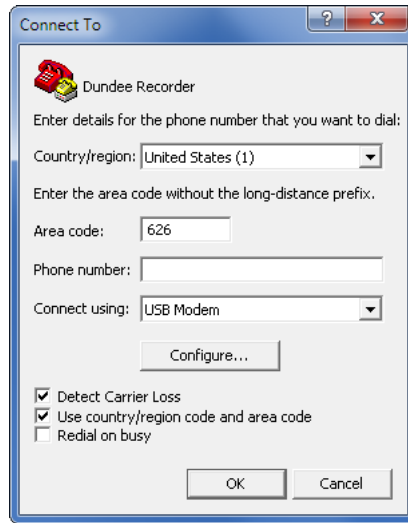 Connect To
Dundee Recorder
Enter details for the phone number that you want to dial:
Country/region: United States (1)
Enter the area code without the long-distance prefix.
Area code: 626
Phone number:
Connect using: USB Modem
Configure...
Detect Carrier Loss
Use country/region code and area code
Redial on busy
OK Cancel